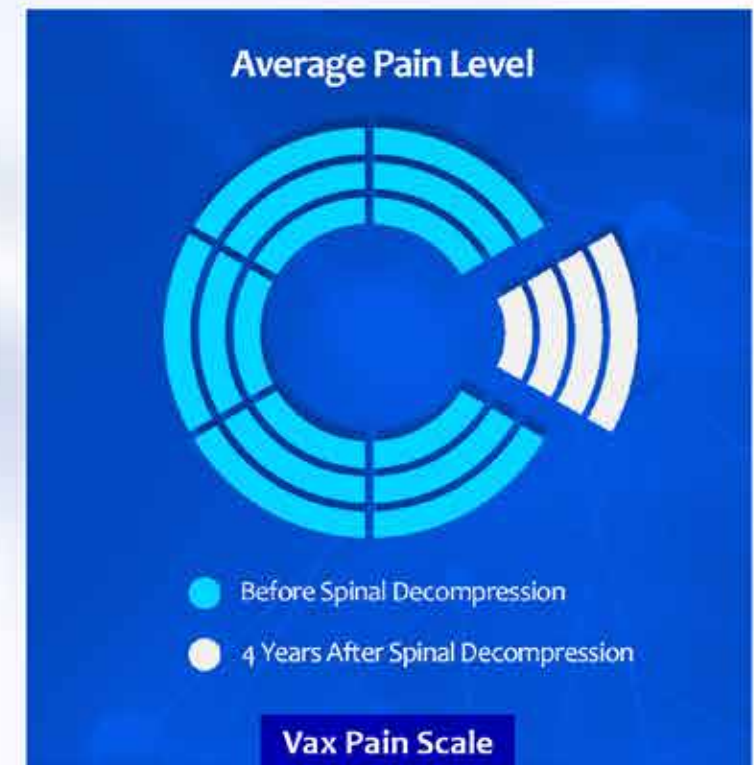 Average Pain Level
Before Spinal Decompression
4 Years After Spinal Decompression
Vax Pain Scale